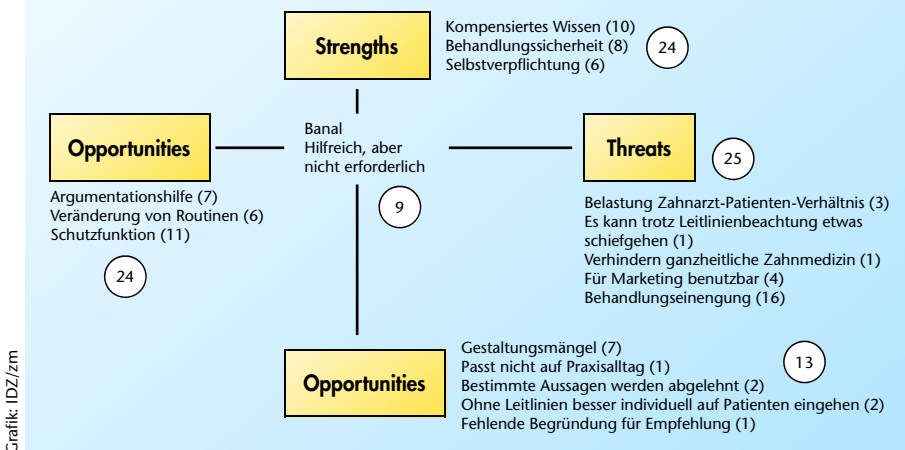 Strengths
Kompensiertes Wissen (10)
Behandlungssicherheit (8)
Selbstverpflichtung (6)
24
Opportunities
Argumentationshilfe (7)
Veränderung von Routinen (6)
Schutzfunktion (11)
24
Banal
Hilfreich, aber
nicht erforderlich
9
Threats
25
Belastung Zahnarzt-Patienten-Verhältnis (3)
Es kann trotz Leitlinienbeachtung etwas
schiefgehen (1)
Verhindern ganzheitliche Zahnmedizin (1)
Für Marketing benutzbar (4)
Behandlungseinengung (16)
Opportunities
Gestaltungsmängel (7)
Passt nicht auf Praxisalltag (1)
Bestimmte Aussagen werden abgelehnt (2)
Ohne Leitlinien besser individuell auf Patienten eingehen (2)
Fehlende Begründung für Empfehlung (1)
13
Grafik: IDZ/zm